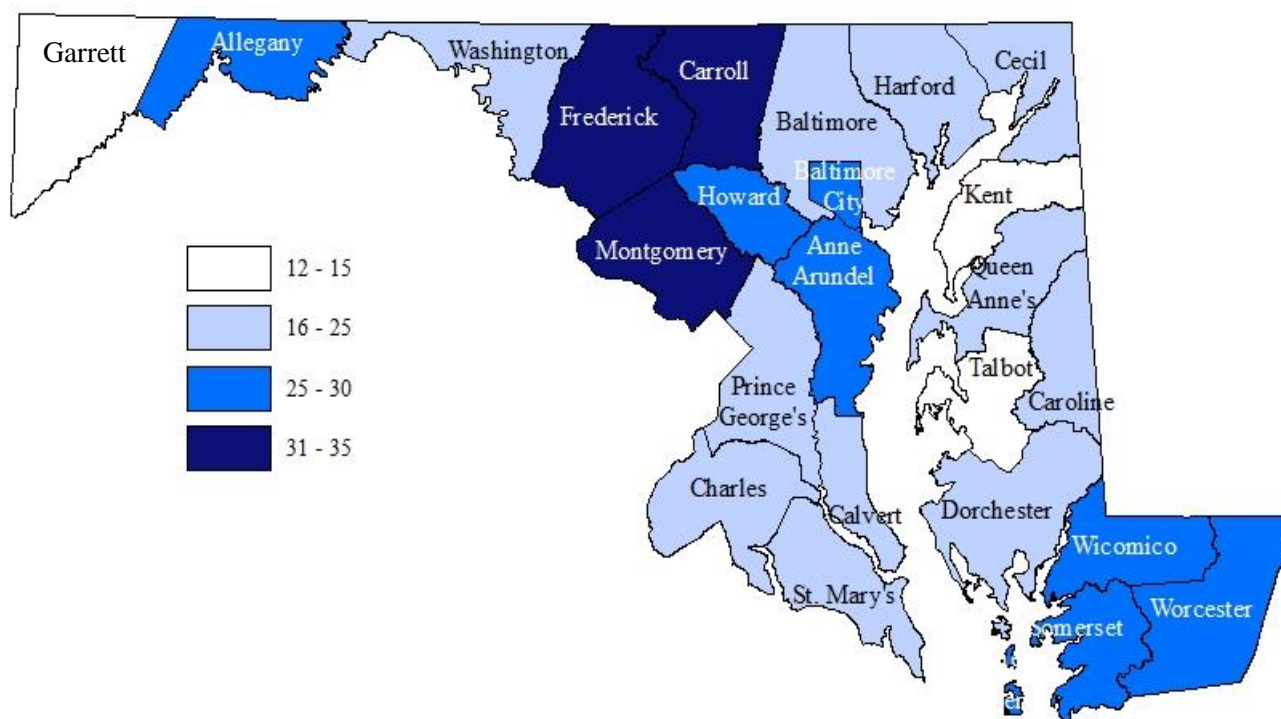 Garrett
Allegany
Washington
Frederick
Carroll
Baltimore
Harford
Cecil
Baltimore
City
Howard
Montgomery
Anne
Arundel
Kent
Queen
Anne's
Talbot
Caroline
Prince
George's
Charles
Calvert
St. Mary's
Dorchester
Wicomico
Worcester
Somerset
12 - 15
16 - 25
25 - 30
31 - 35